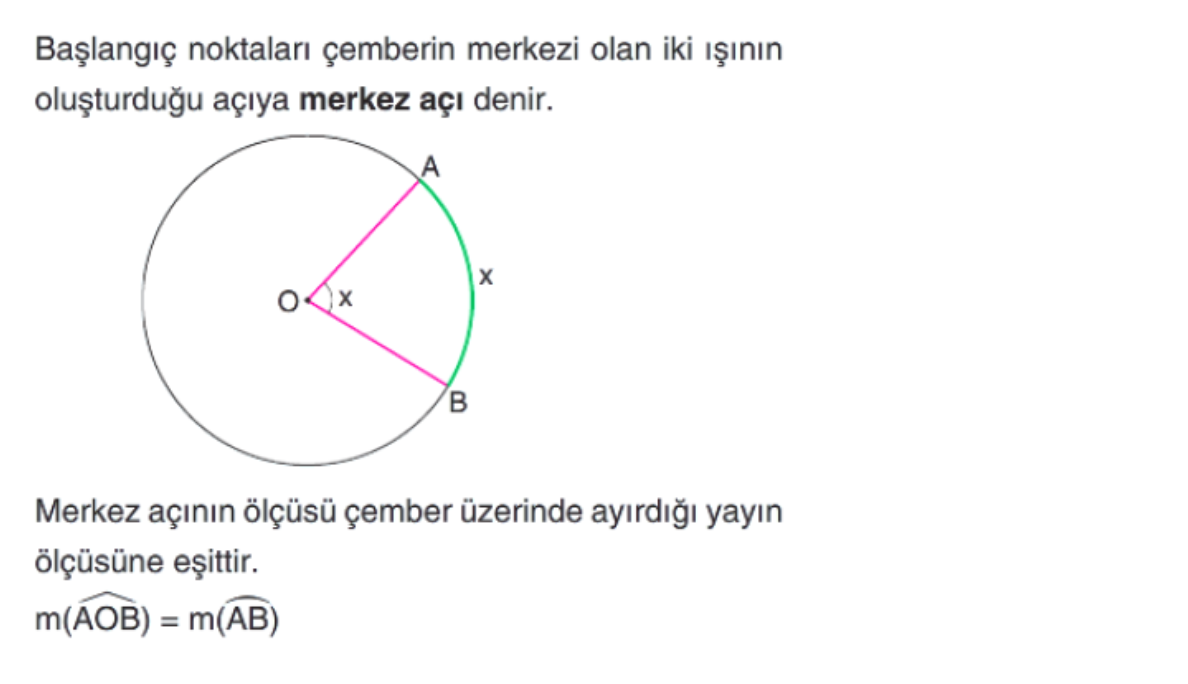 Başlangıç noktaları çemberin merkezi olan iki ışının
oluşturduğu açıya merkez açı denir.
A
x
O x
B
Merkez açının ölçüsü çember üzerinde ayırdığı yayın
ölçüsüne eşittir.
m(AOB) = m(AB)